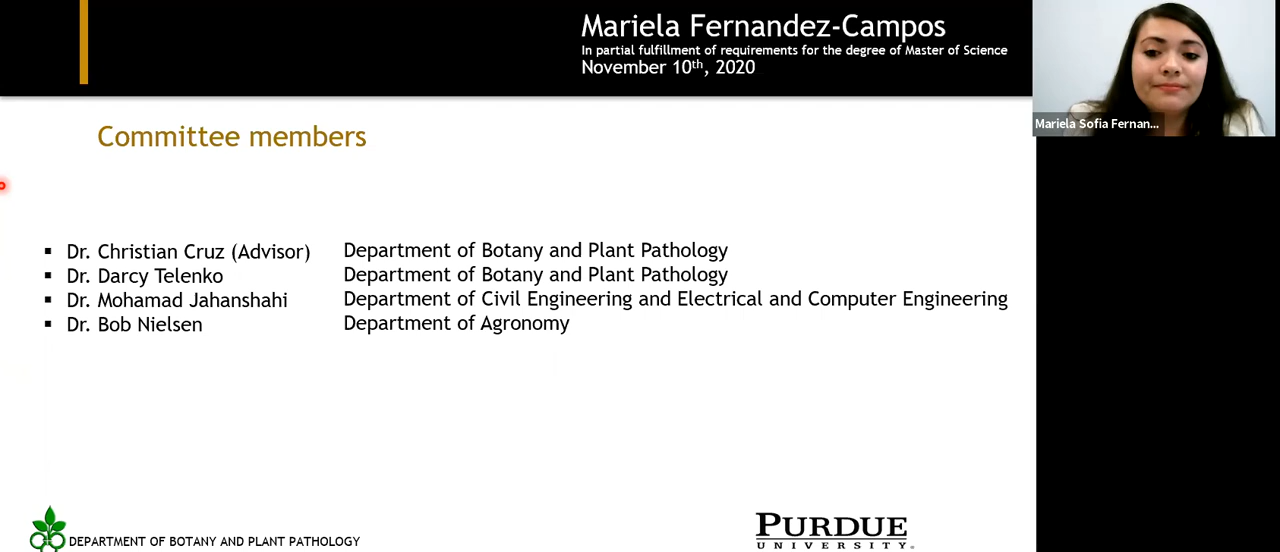 Mariela Fernandez-Campos
In partial fulfillment of requirements for the degree of Master of Science
November 10th, 2020
Mariela Sofia Fernan...
Committee members
▪ Dr. Christian Cruz (Advisor) Department of Botany and Plant Pathology
▪ Dr. Darcy Telenko Department of Botany and Plant Pathology
▪ Dr. Mohamad Jahanshahi Department of Civil Engineering and Electrical and Computer Engineering
▪ Dr. Bob Nielsen Department of Agronomy
DEPARTMENT OF BOTANY AND PLANT PATHOLOGY
PURDUE
UNIVERSITY®